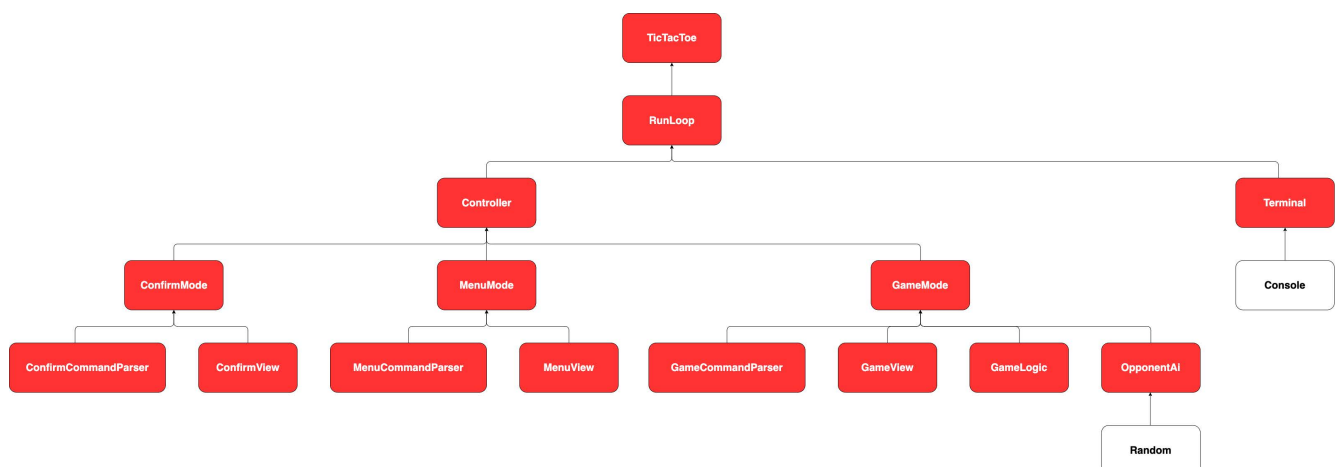 TicTacToe
RunLoop
Controller
Terminal
ConfirmMode
MenuMode
GameMode
Console
ConfirmCommandParser
ConfirmView
MenuCommandParser
MenuView
GameCommandParser
GameView
GameLogic
OpponentAi
Random